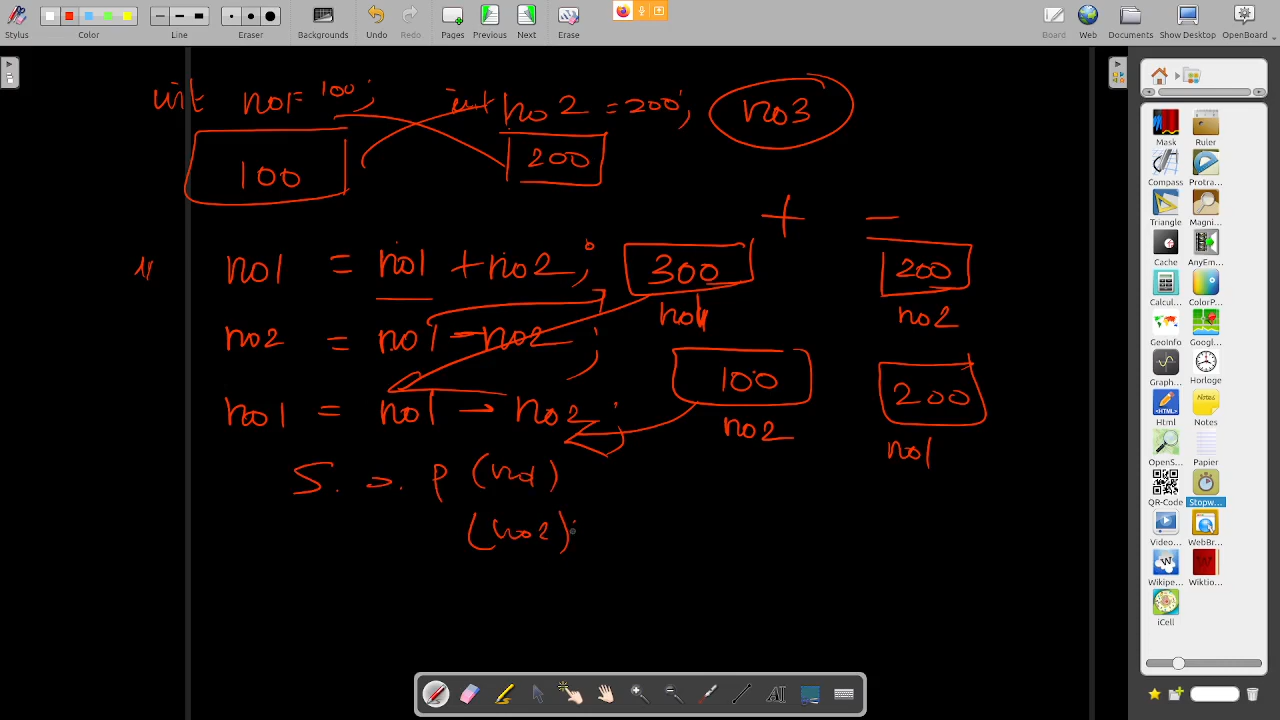 Stylus Color Line Eraser Backgrounds Undo Redo Pages Previous Next Erase Board Web Documents Show Desktop OpenBoard
int no1= 100; int no2 = 200; no3
100 200
+ -
no1 = no1 + no2; 300 200
no1 no2
no2 = no1 - no2;
100 200
no1 = no1 - no2; no2 no1
S. o. p (no1)
(no2);
Mask Ruler
Compass Protra...
Triangle Magni...
Cache AnyEm...
Calcul... ColorP...
GeoInfo Googl...
Graph... Horloge
Html Notes
OpenS... Papier
QR-Code Stopw...
Video... WebBr...
Wikipe... Wiktio...
iCell